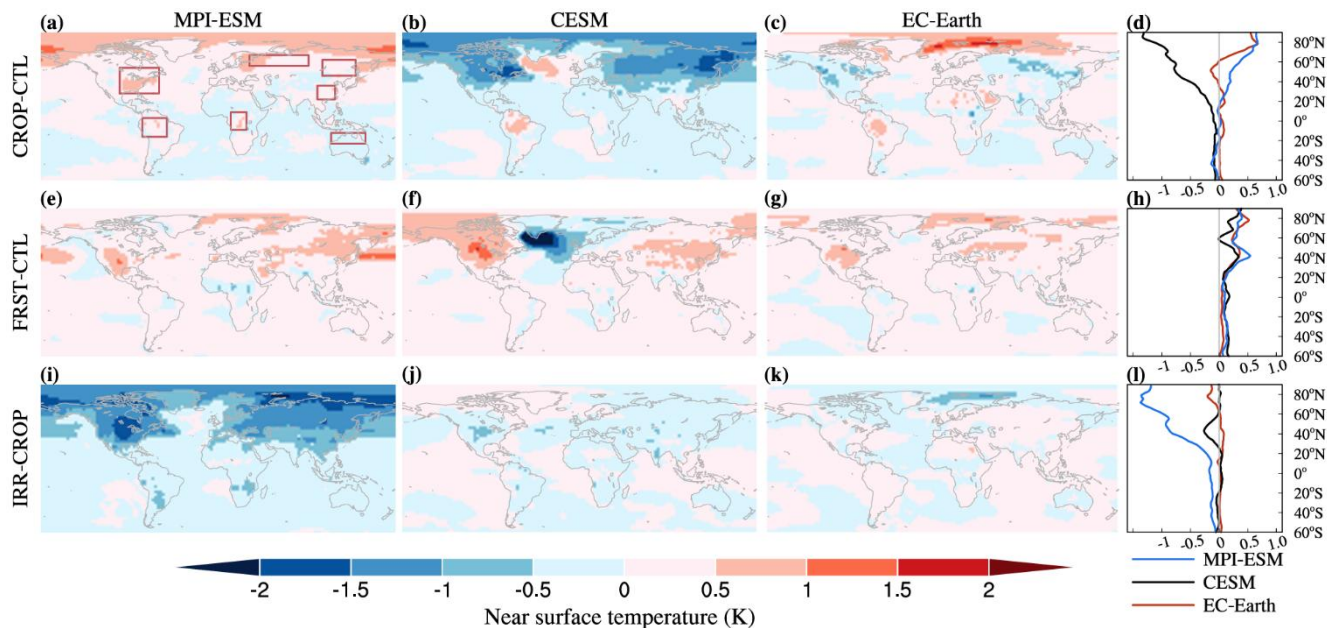 MPI-ESM CESM EC-Earth
(a) (b) (c) (d)
CROP-CTL
80°N
60°N
40°N
20°N
0°
20°S
40°S
60°S
-1 -0.5 0 0.5 1.0
(e) (f) (g) (h)
FRST-CTL
80°N
60°N
40°N
20°N
0°
20°S
40°S
60°S
-1 -0.5 0 0.5 1.0
(i) (j) (k) (l)
IRR-CROP
80°N
60°N
40°N
20°N
0°
20°S
40°S
60°S
-1 -0.5 0 0.5 1.0
-2 -1.5 -1 -0.5 0 0.5 1 1.5 2
Near surface temperature (K)
MPI-ESM
CESM
EC-Earth